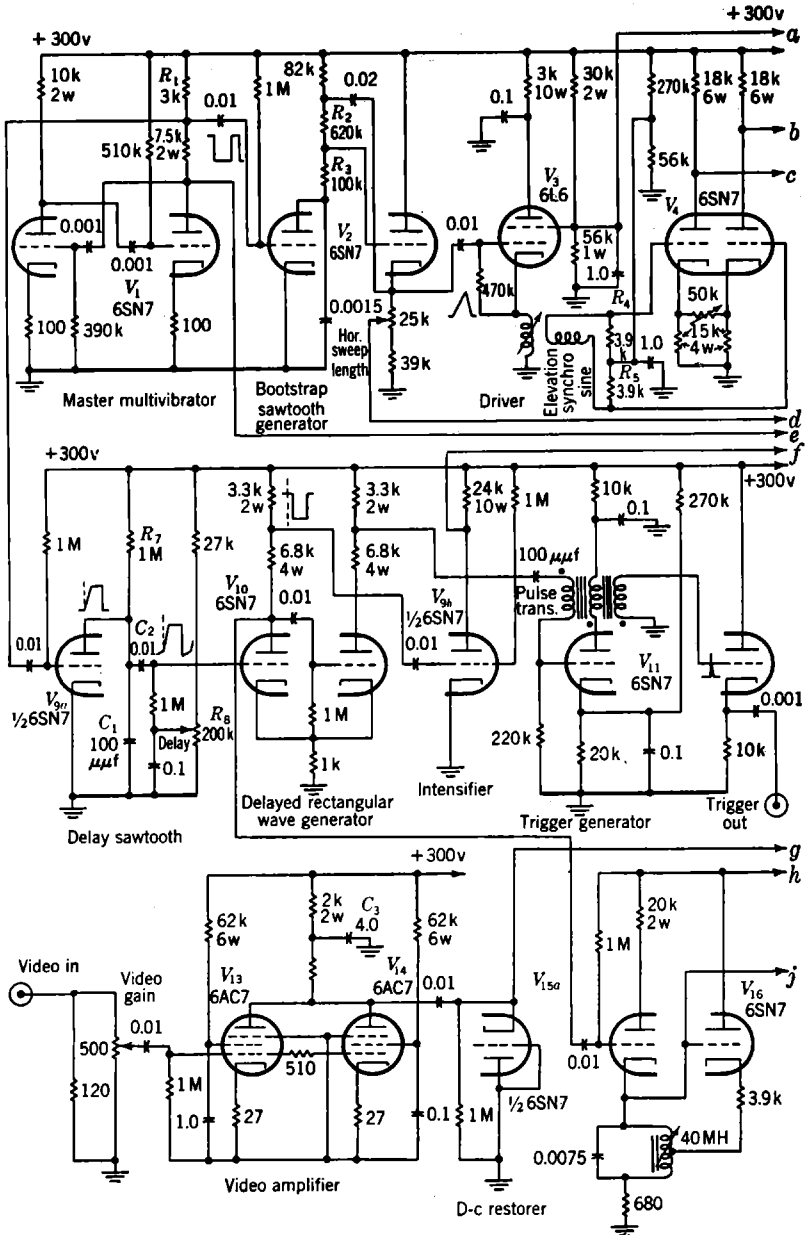 +300v
a
+ 300v
10k
2w
R₁
3k
0.01
1M
82k
0.02
R₂
620k
3k
10w
30k
2w
270k
18k
6w
18k
6w
510k
7.5k
2w
R₃
100k
0.1
56k
b
c
V₃
6L6
V₄
6SN7
0.001
0.001
V₁
6SN7
V₂
6SN7
0.01
56k
1w
1.0
R₄
100
390k
100
0.0015
Hor.
sweep
length
25k
39k
470k
3.9
k
1.0
R₅
3.9k
50k
15k
4w
Elevation
synchro
sine
Master multivibrator
Bootstrap
sawtooth
generator
Driver
d
e
f
+300v
+300v
1M
R₇
1M
27k
3.3k
2w
3.3k
2w
24k
10w
1M
10k
0.1
270k
6.8k
4w
6.8k
4w
100μμf
Pulse
trans.
V₁₀
6SN7
0.01
V₉b
½6SN7
0.01
C₂
0.01
0.01
V₁₁
6SN7
V₉a
½6SN7
C₁
100
μμf
1M
Delay
R₈
200k
0.1
1M
1k
220k
20k
0.1
10k
0.001
Delay sawtooth
Delayed rectangular
wave generator
Intensifier
Trigger generator
Trigger
out
+300v
g
h
62k
6w
2k
2w
C₃
4.0
62k
6w
20k
2w
1M
Video in
Video
gain
V₁₃
6AC7
V₁₄
6AC7
0.01
V₁₅a
V₁₆
6SN7
j
0.01
500
510
0.01
120
1M
1.0
27
27
0.1
1M
½6SN7
3.9k
40MH
0.0075
680
Video amplifier
D-c restorer